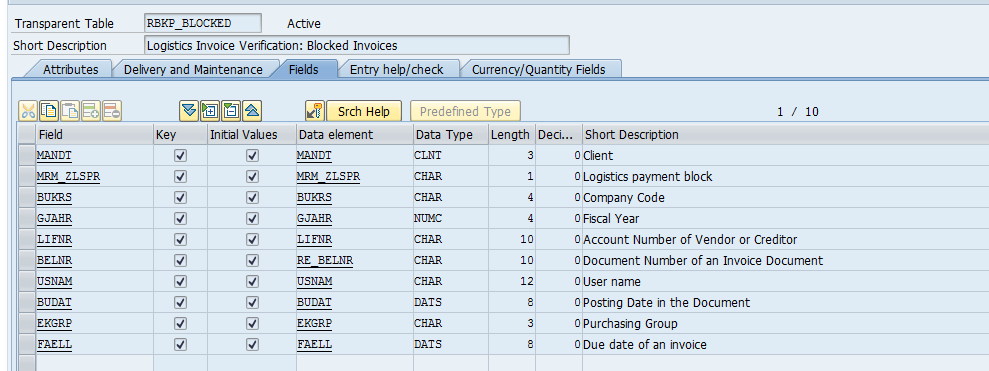 Transparent Table RBKP_BLOCKED Active
Short Description Logistics Invoice Verification: Blocked Invoices
Attributes Delivery and Maintenance Fields Entry help/check Currency/Quantity Fields
Srch Help Predefined Type 1 / 10
Field Key Initial Values Data element Data Type Length Deci... Short Description
MANDT MANDT CLNT 3 0 Client
MRM_ZLSPR MRM_ZLSPR CHAR 1 0 Logistics payment block
BUKRS BUKRS CHAR 4 0 Company Code
GJAHR GJAHR NUMC 4 0 Fiscal Year
LIFNR LIFNR CHAR 10 0 Account Number of Vendor or Creditor
BELNR RE_BELNR CHAR 10 0 Document Number of an Invoice Document
USNAM USNAM CHAR 12 0 User name
BUDAT BUDAT DATS 8 0 Posting Date in the Document
EKGRP EKGRP CHAR 3 0 Purchasing Group
FAELL FAELL DATS 8 0 Due date of an invoice